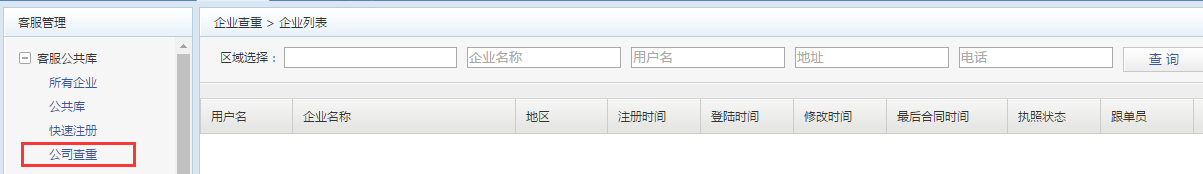 客服管理
客服公共库
所有企业
公共库
快速注册
公司查重
企业查重 > 企业列表
区域选择： 企业名称 用户名 地址 电话 查 询
用户名 企业名称 地区 注册时间 登陆时间 修改时间 最后合同时间 执照状态 跟单员